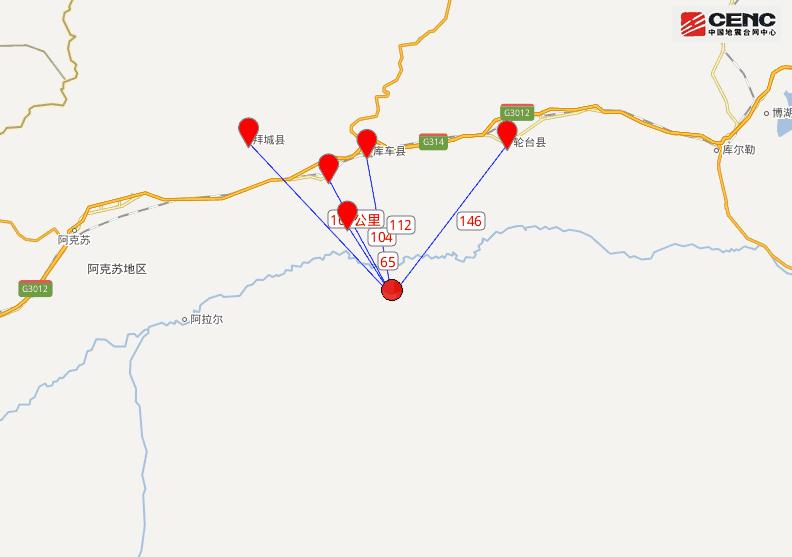 CENC
中国地震台网中心
G3012
博湖
拜城县
G314
轮台县
库车县
库尔勒
公里
112
146
阿克苏
104
65
阿克苏地区
G3012
阿拉尔